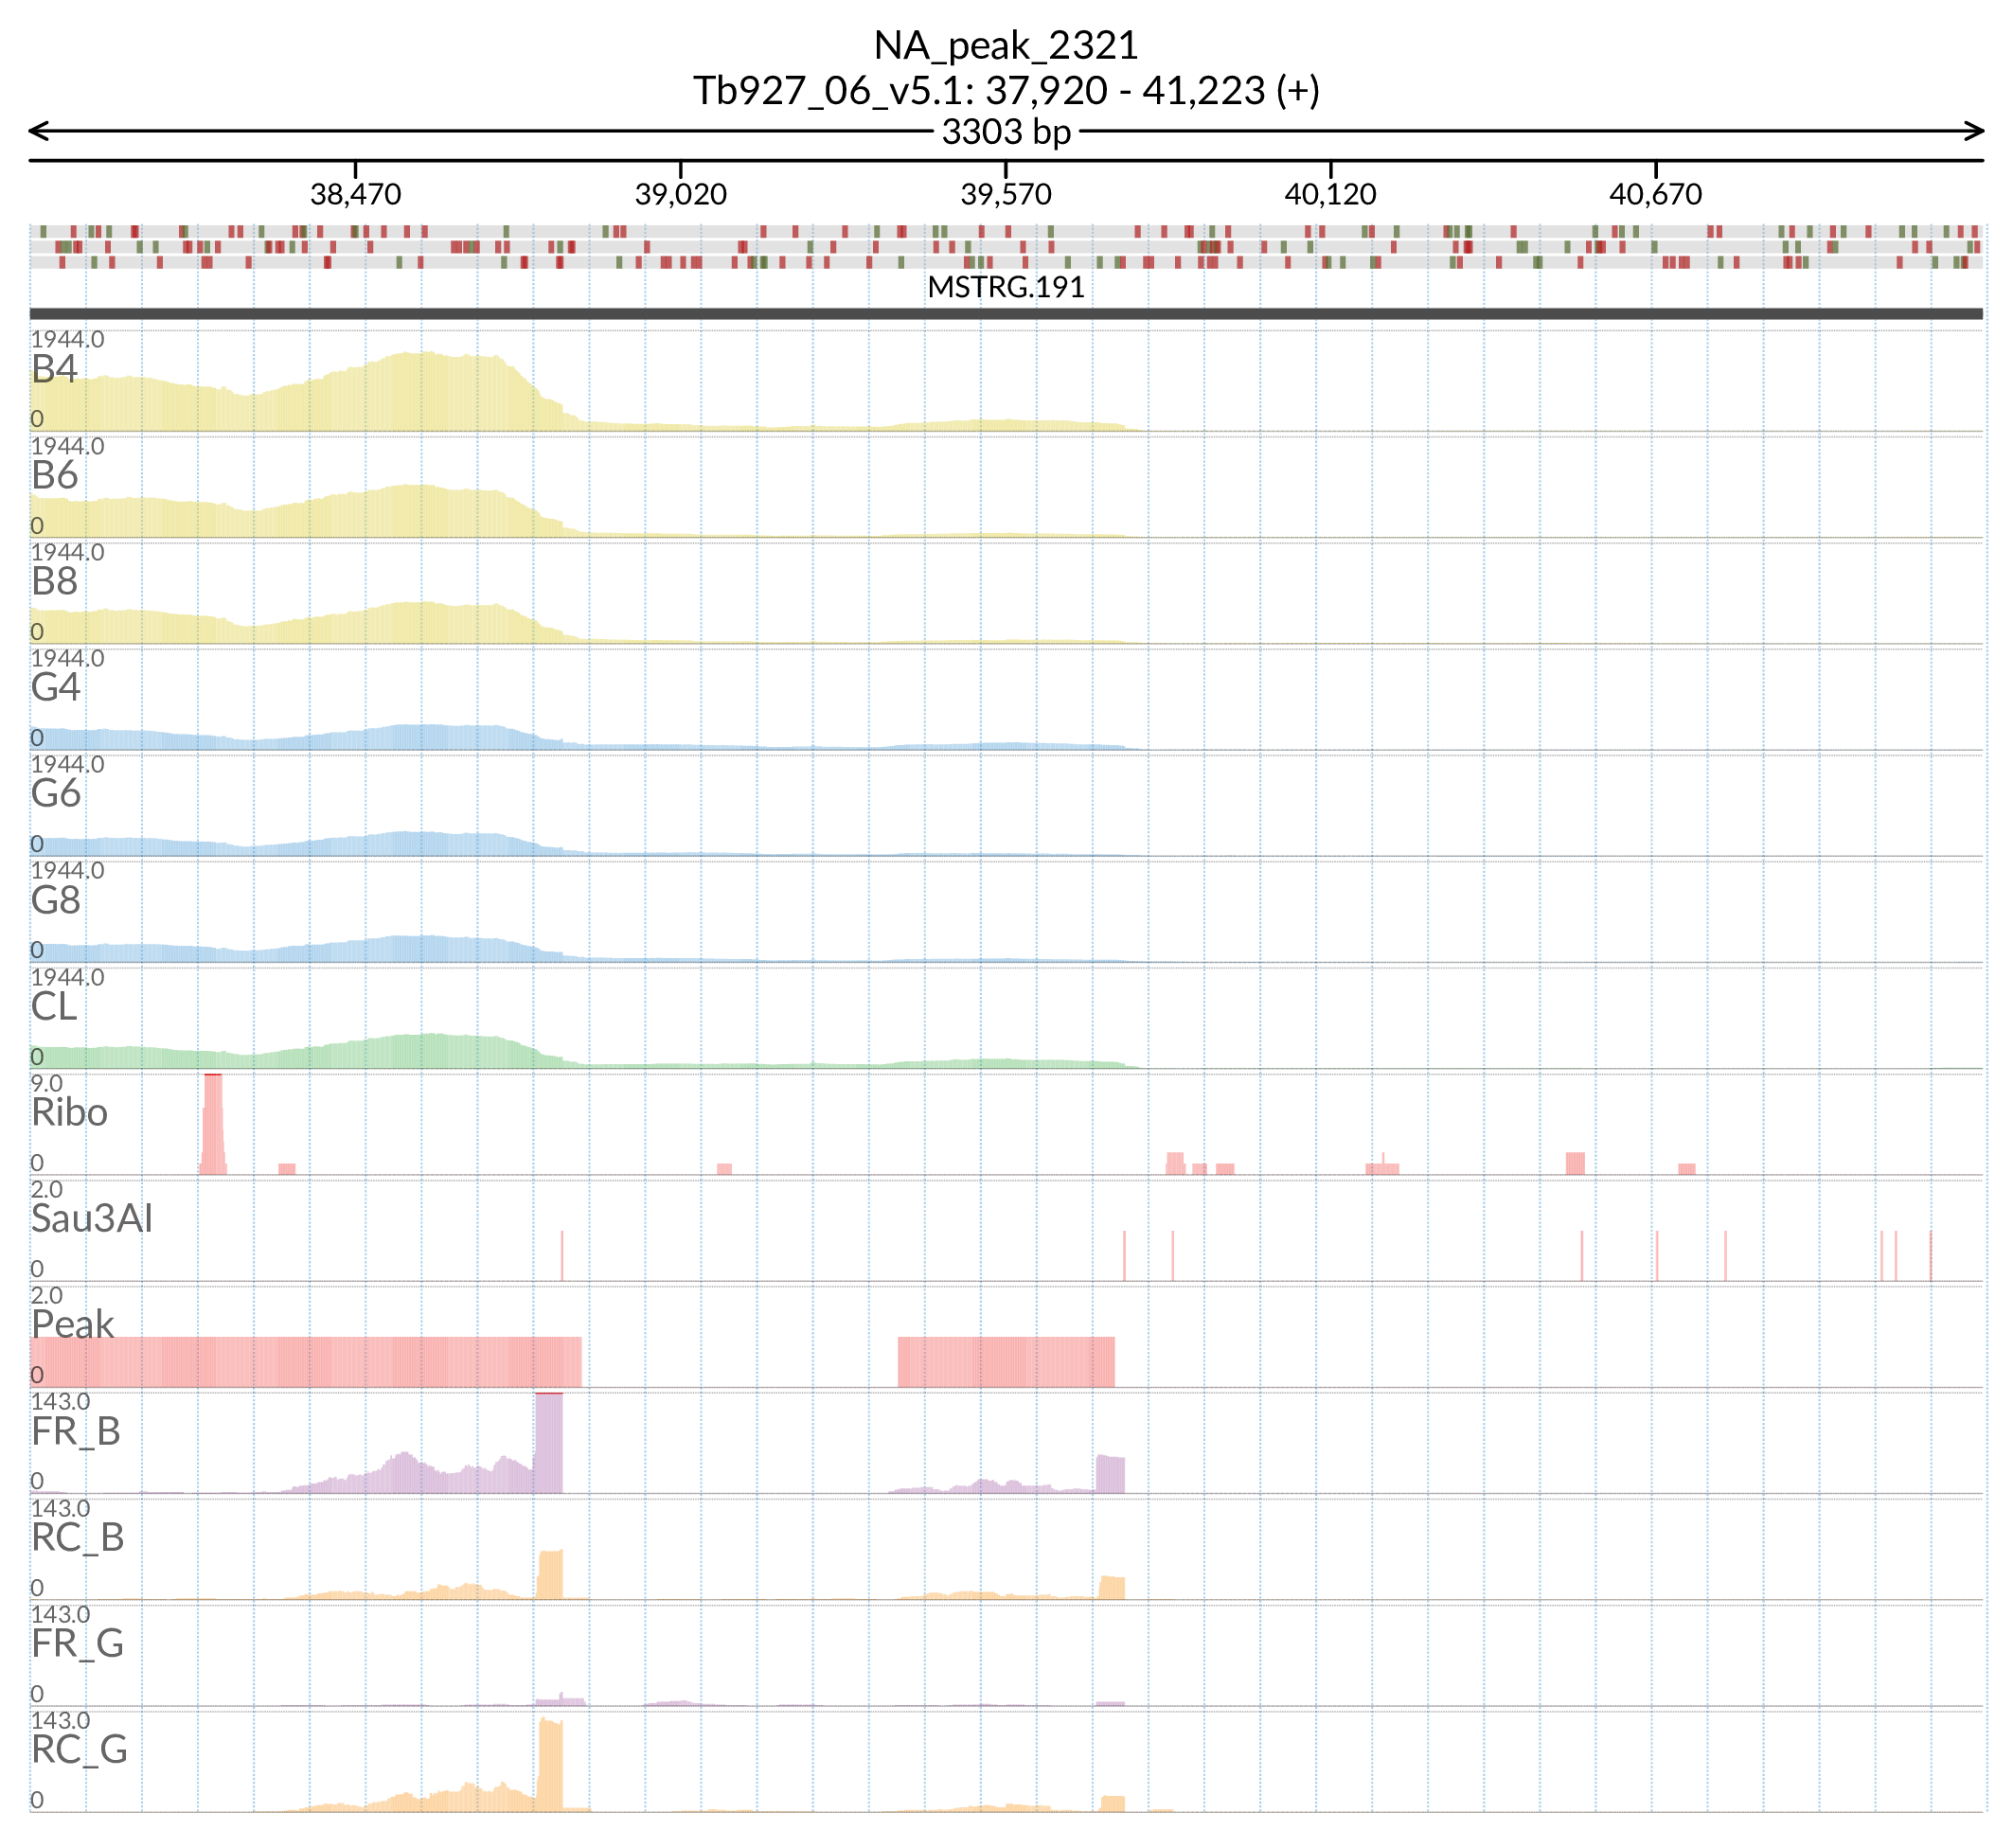 NA_peak_2321
Tb927_06_v5.1: 37,920 - 41,223 (+)
3303 bp
38,470 39,020 39,570 40,120 40,670
MSTRG.191
1944.0
B4
0
1944.0
B6
0
1944.0
B8
0
1944.0
G4
0
1944.0
G6
0
1944.0
G8
0
1944.0
CL
0
9.0
Ribo
0
2.0
Sau3AI
0
2.0
Peak
0
143.0
FR_B
0
143.0
RC_B
0
143.0
FR_G
0
143.0
RC_G
0